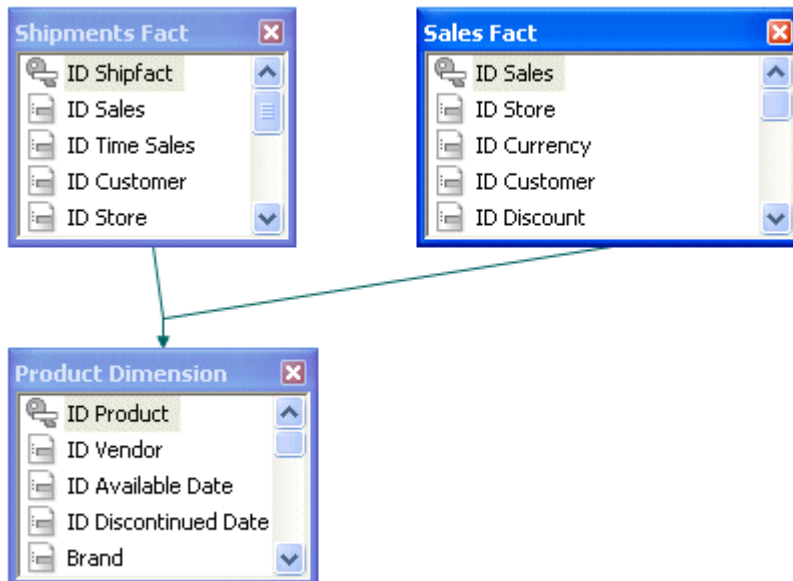 Shipments Fact
ID Shipfact
ID Sales
ID Time Sales
ID Customer
ID Store
Sales Fact
ID Sales
ID Store
ID Currency
ID Customer
ID Discount
Product Dimension
ID Product
ID Vendor
ID Available Date
ID Discontinued Date
Brand